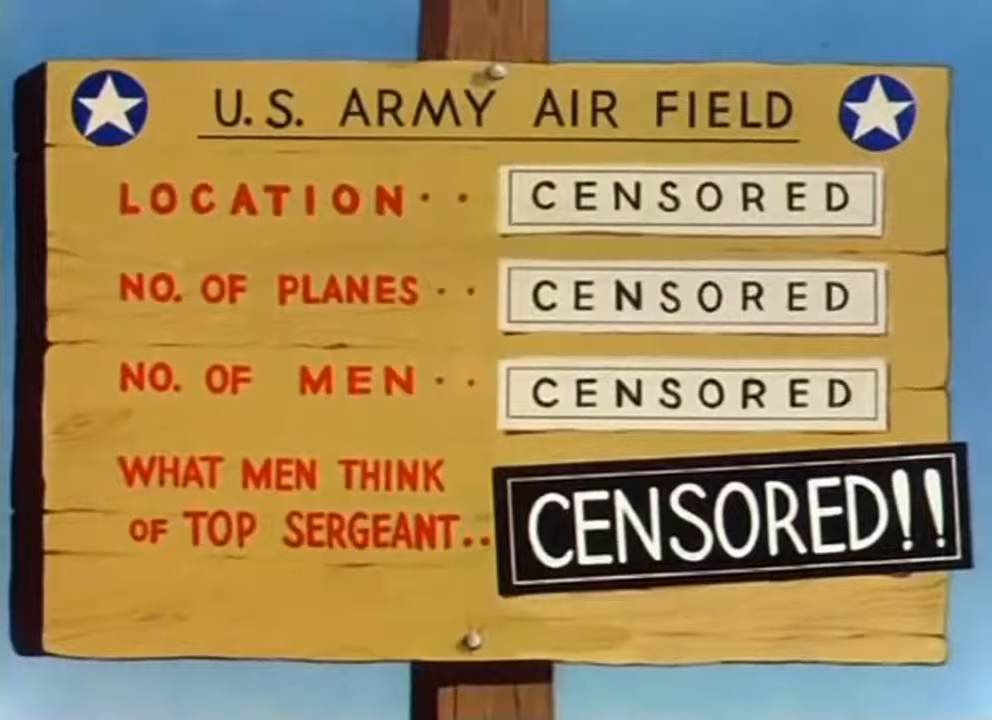 U.S. ARMY AIR FIELD
LOCATION·· CENSORED
NO. OF PLANES·· CENSORED
NO. OF MEN·· CENSORED
WHAT MEN THINK
OF TOP SERGEANT.. CENSORED!!